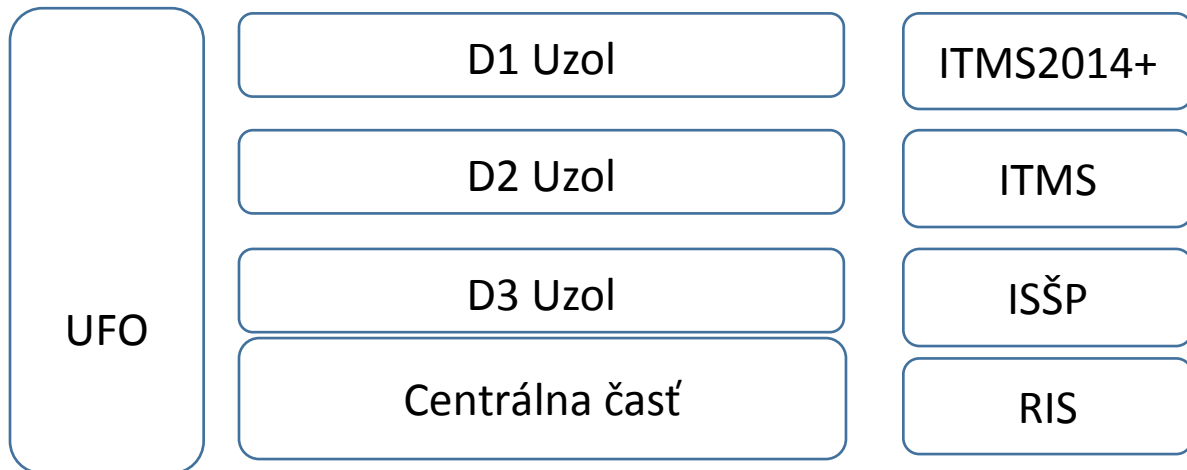 UFO
D1 Uzol
D2 Uzol
D3 Uzol
Centrálna časť
ITMS2014+
ITMS
ISŠP
RIS